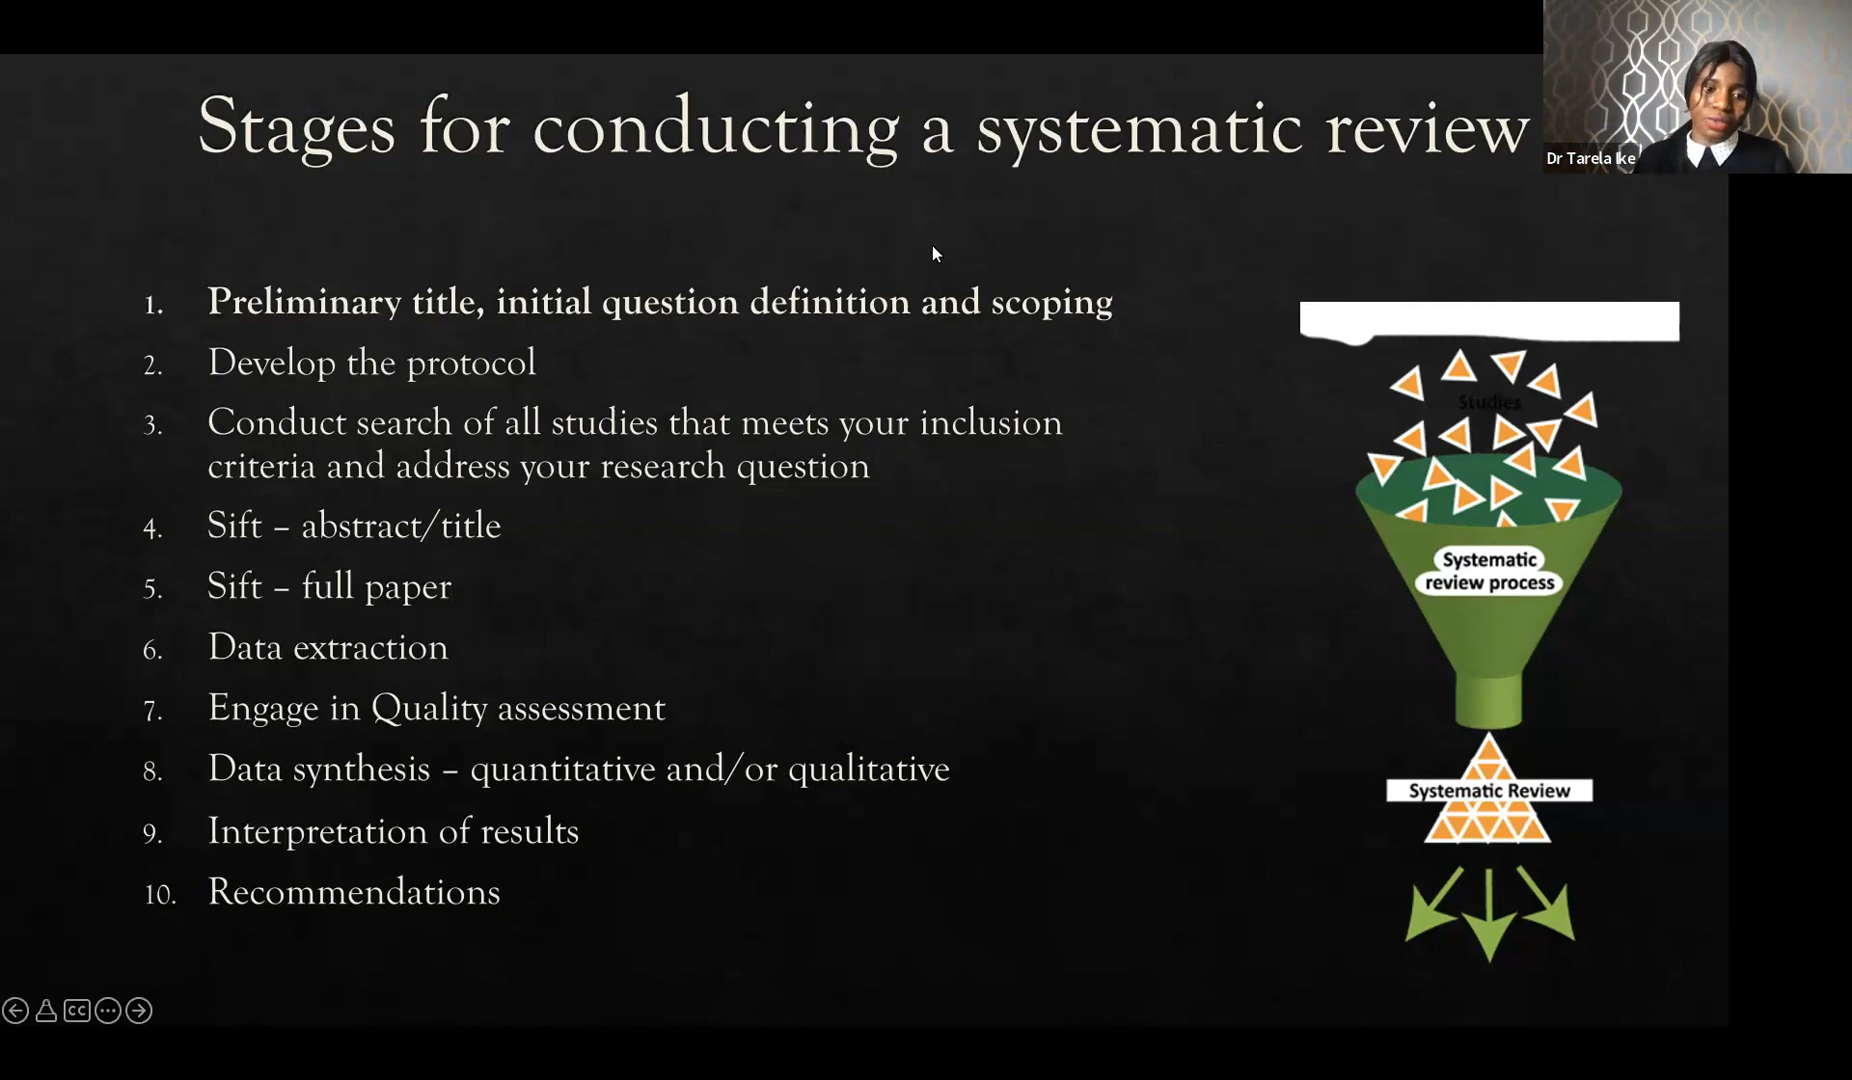 Stages for conducting a systematic review
Dr Tarela Ike
1. Preliminary title, initial question definition and scoping
2. Develop the protocol
3. Conduct search of all studies that meets your inclusion
criteria and address your research question
4. Sift – abstract/title
5. Sift – full paper
6. Data extraction
7. Engage in Quality assessment
8. Data synthesis – quantitative and/or qualitative
9. Interpretation of results
10. Recommendations
Studies
Systematic
review process
Systematic Review
CC